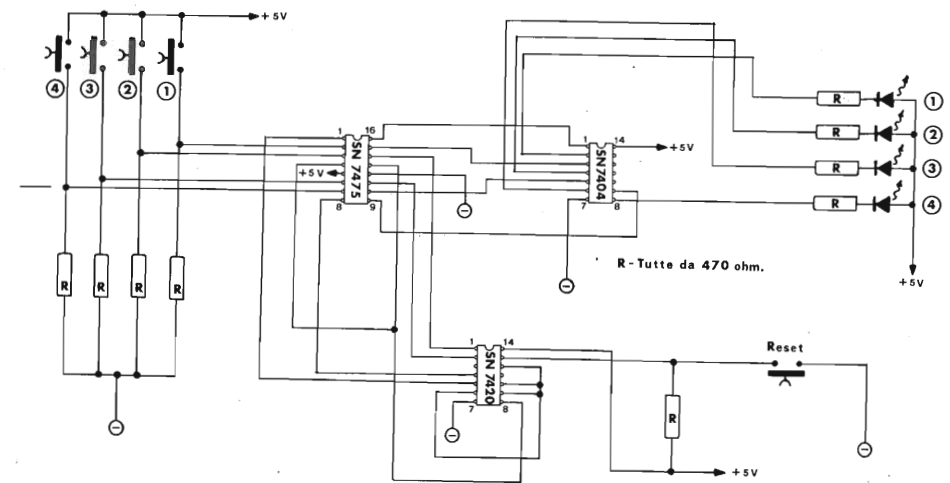 +5V
4 3 2 1
1 16
SN 7475
+5V
8 9
1 14
SN7404
+5V
7 8
R 1
R 2
R 3
R 4
+5V
R-Tutte da 470 ohm.
R R R R
−
−
−
1 14
SN 7420
7 8
−
Reset
R
−
+5V